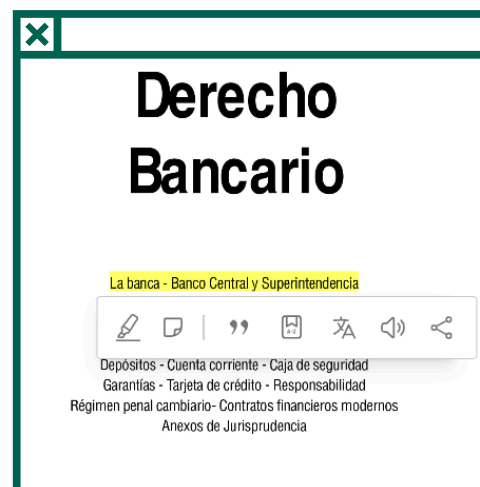 Derecho
Bancario
La banca - Banco Central y Superintendencia
A-Z
Depósitos - Cuenta corriente - Caja de seguridad
Garantías - Tarjeta de crédito - Responsabilidad
Régimen penal cambiario- Contratos financieros modernos
Anexos de Jurisprudencia